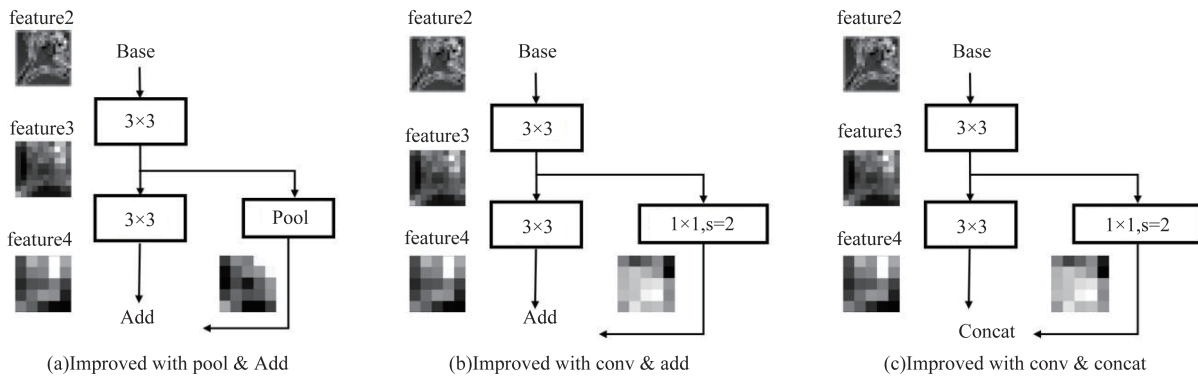 feature2
Base
3×3
feature3
3×3
Pool
feature4
Add
(a)Improved with pool & Add
feature2
Base
3×3
feature3
3×3
1×1,s=2
feature4
Add
(b)Improved with conv & add
feature2
Base
3×3
feature3
3×3
1×1,s=2
feature4
Concat
(c)Improved with conv & concat